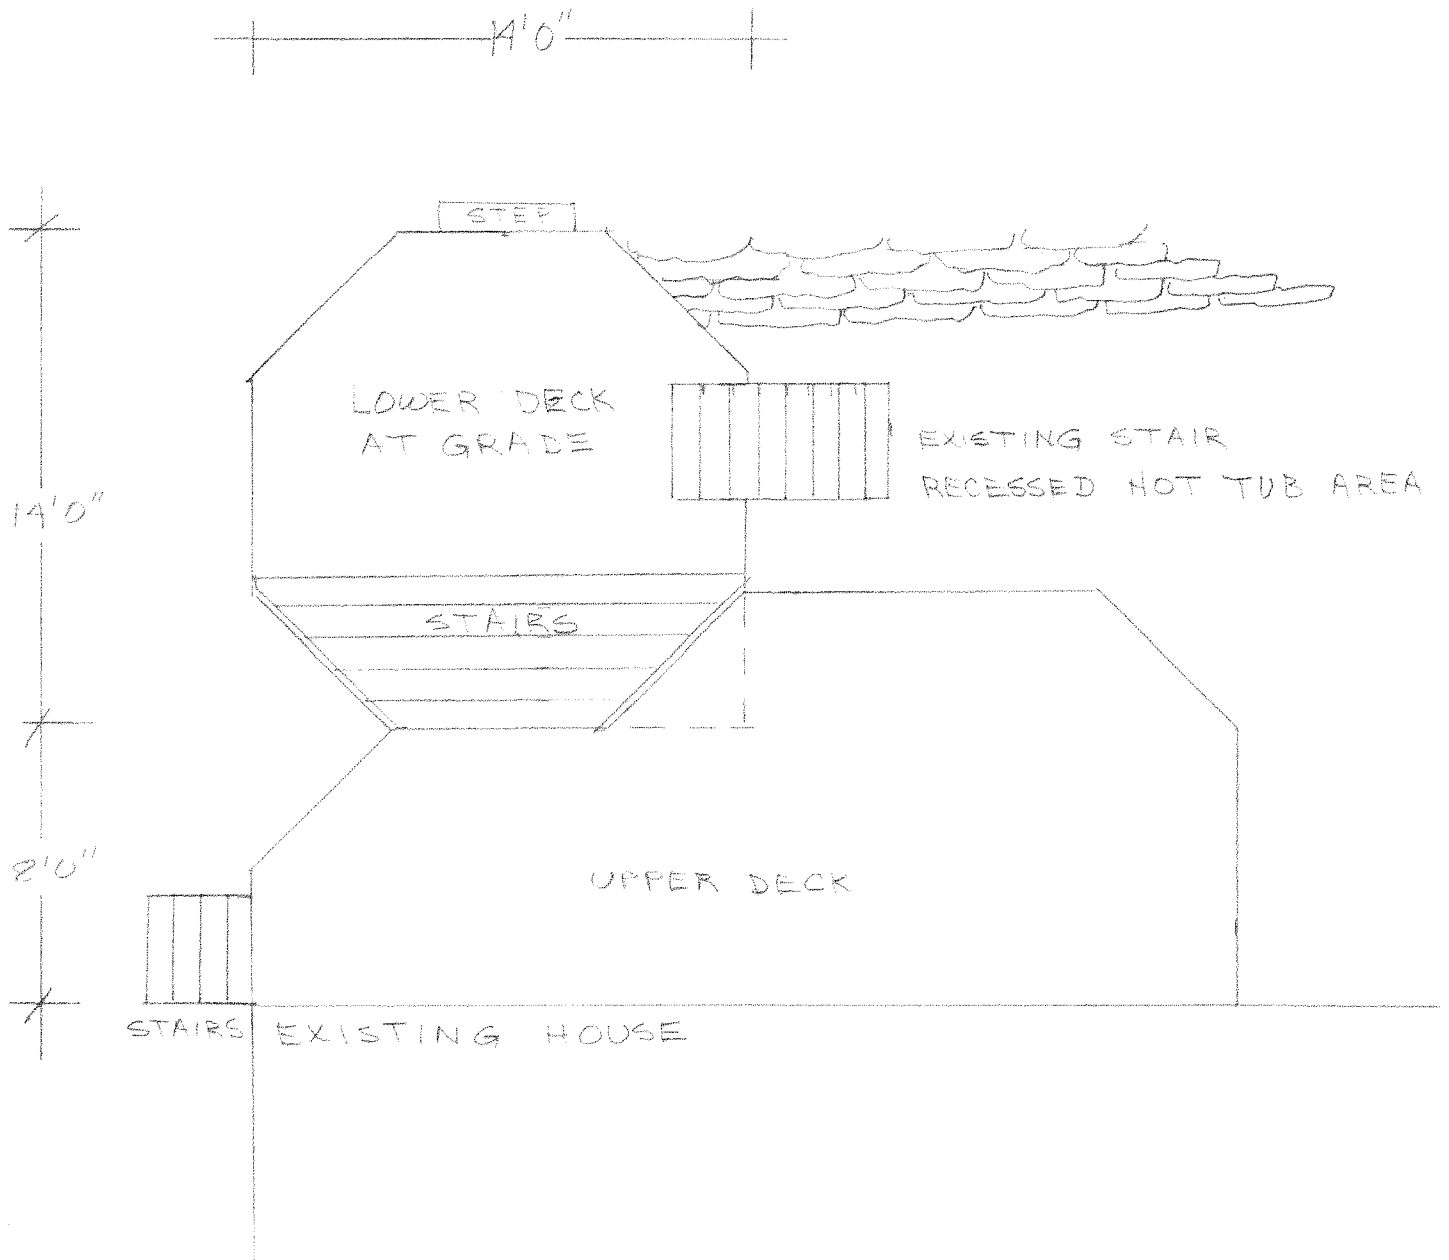 14'0"
STEP
LOWER DECK
AT GRADE
EXISTING STAIR
RECESSED HOT TUB AREA
14'0"
STAIRS
8'0"
UPPER DECK
STAIRS
EXISTING HOUSE